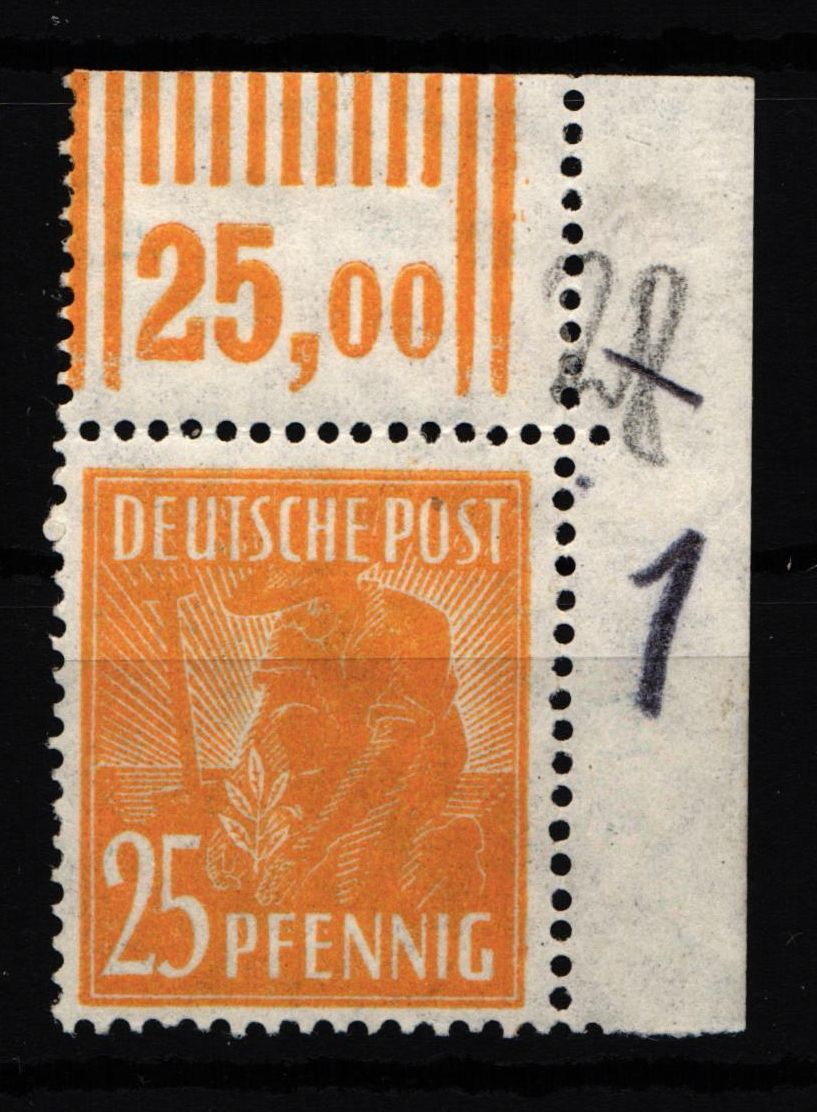 25,00
DEUTSCHE POST
1
25 PFENNIG